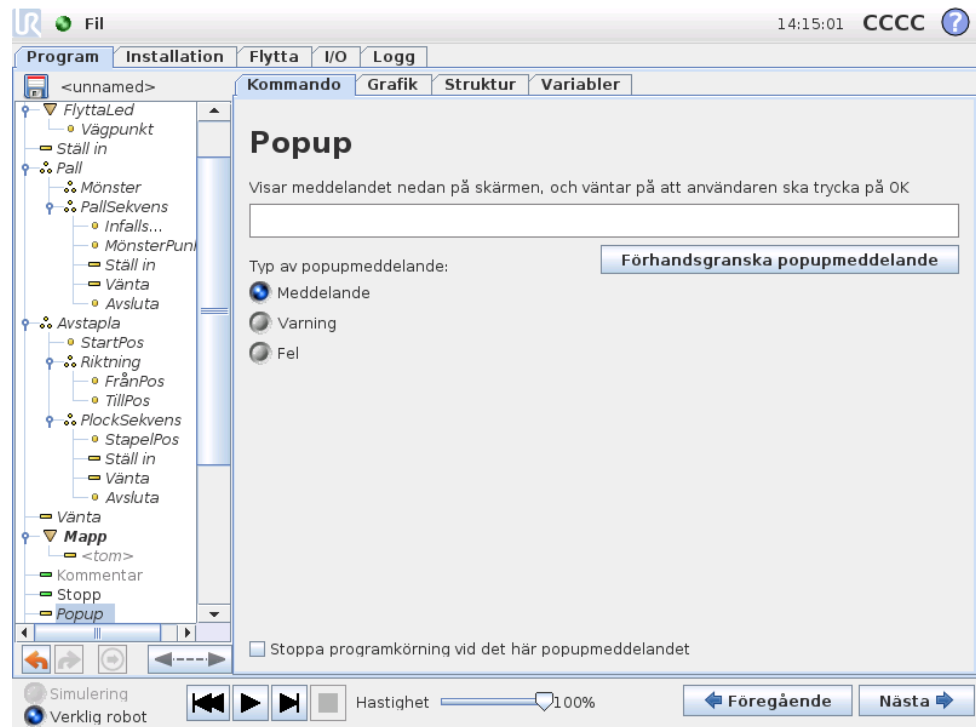 UR Fil 14:15:01 CCCC ?
Program Installation Flytta I/O Logg
<unnamed>
Kommando Grafik Struktur Variabler
FlyttaLed
Vägpunkt
Ställ in
Pall
Mönster
PallSekvens
Infalls...
MönsterPunk
Ställ in
Vänta
Avsluta
Avstapla
StartPos
Riktning
FrånPos
TillPos
PlockSekvens
StapelPos
Ställ in
Vänta
Avsluta
Vänta
Mapp
<tom>
Kommentar
Stopp
Popup
Popup
Visar meddelandet nedan på skärmen, och väntar på att användaren ska trycka på OK
Typ av popupmeddelande:
Förhandsgranska popupmeddelande
Meddelande
Varning
Fel
Stoppa programkörning vid det här popupmeddelandet
Simulering
Verklig robot
Hastighet 100%
Föregående Nästa